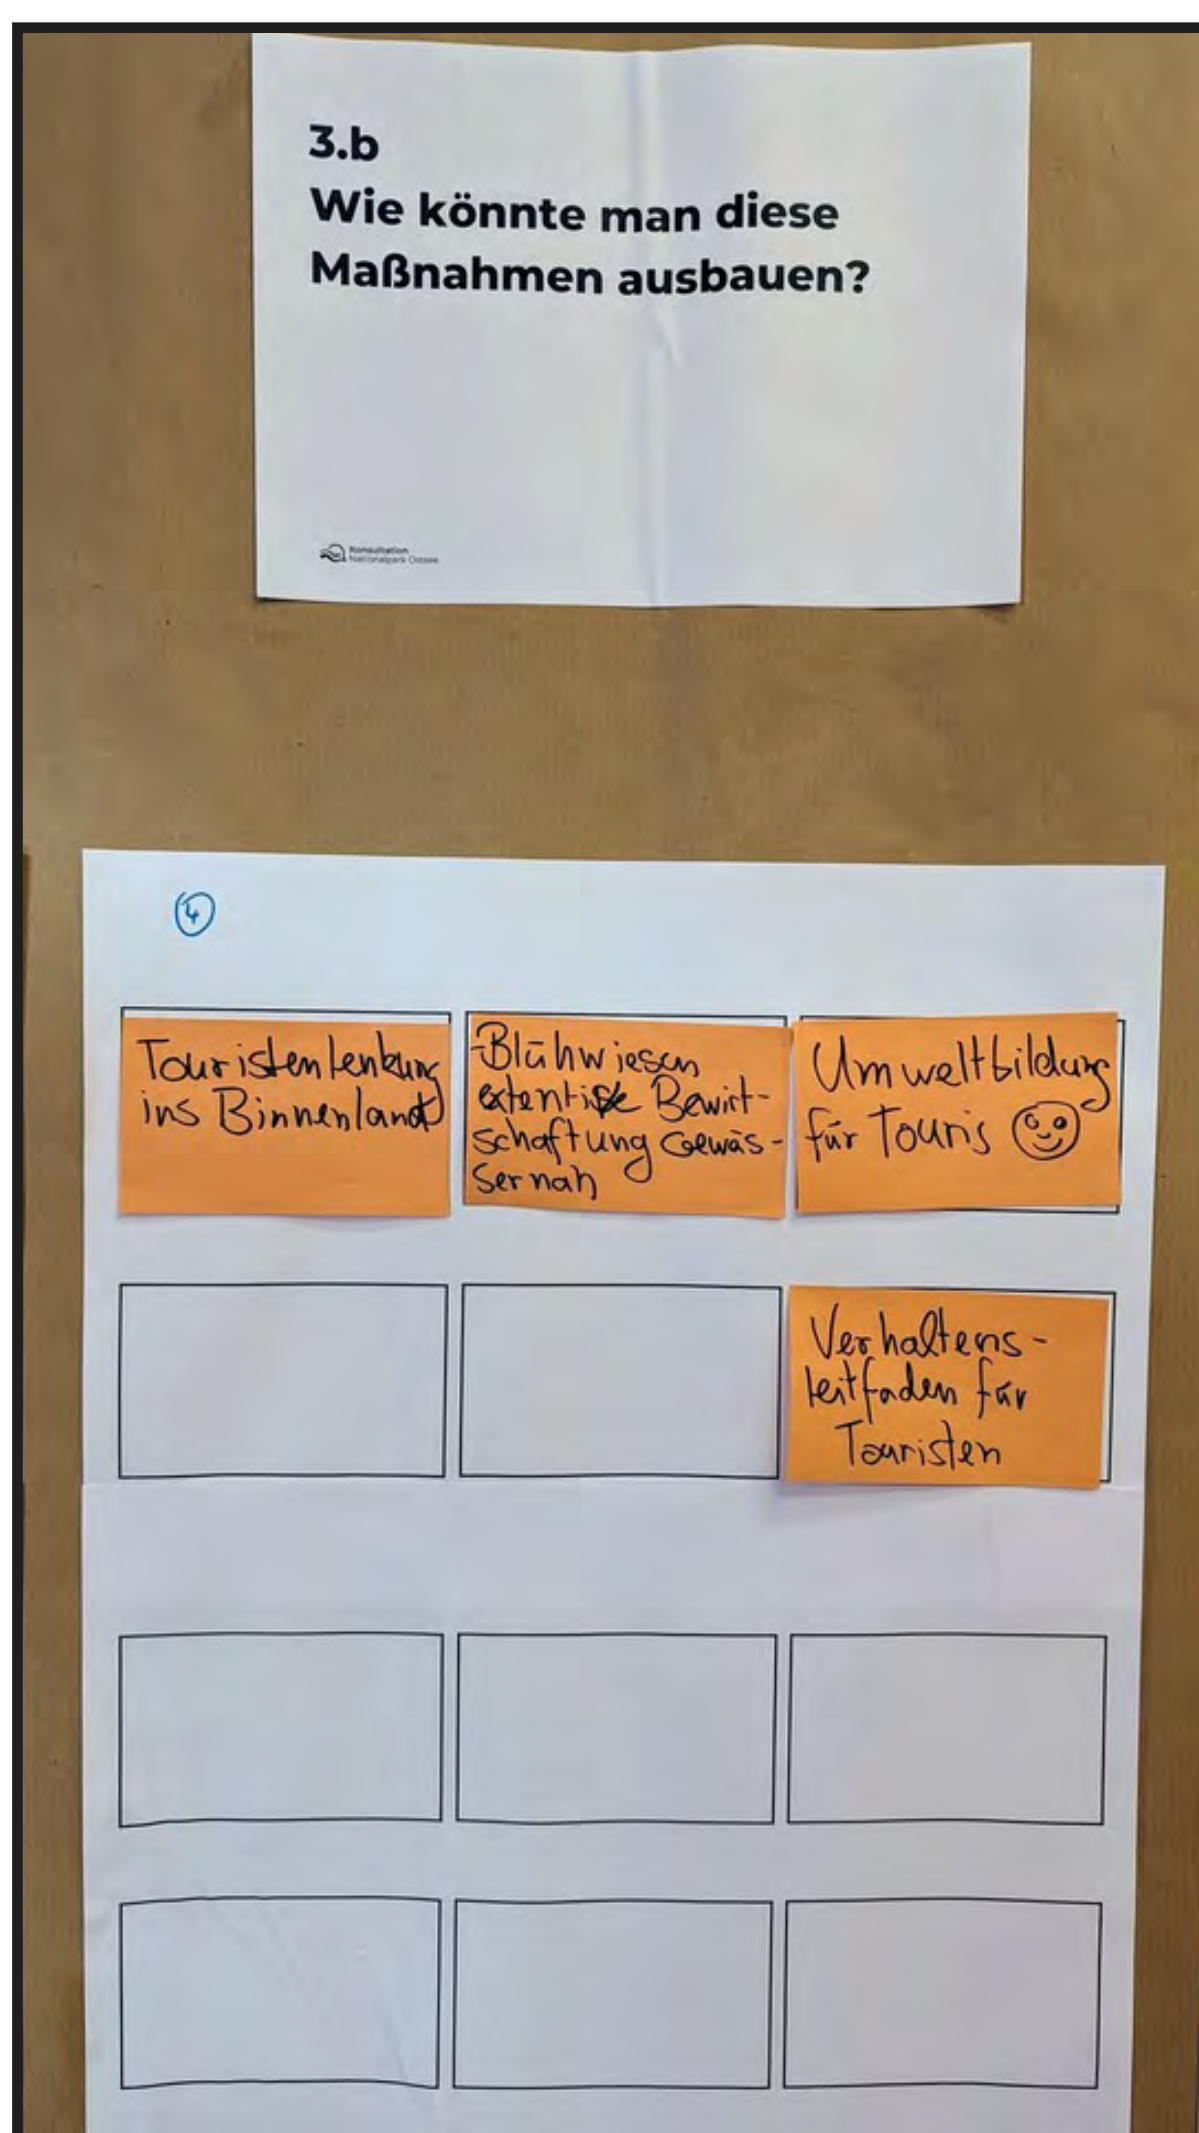 3.b
Wie könnte man diese
Maßnahmen ausbauen?
Konsultation
Nationalpark Ostsee
4
Touristenlenkung
ins Binnenland
-Blühwiesen
Bewirt-
schaftung Gewäs-
sernah
Umweltbildung
für Touris
Verhaltens-
leitfaden für
Touristen